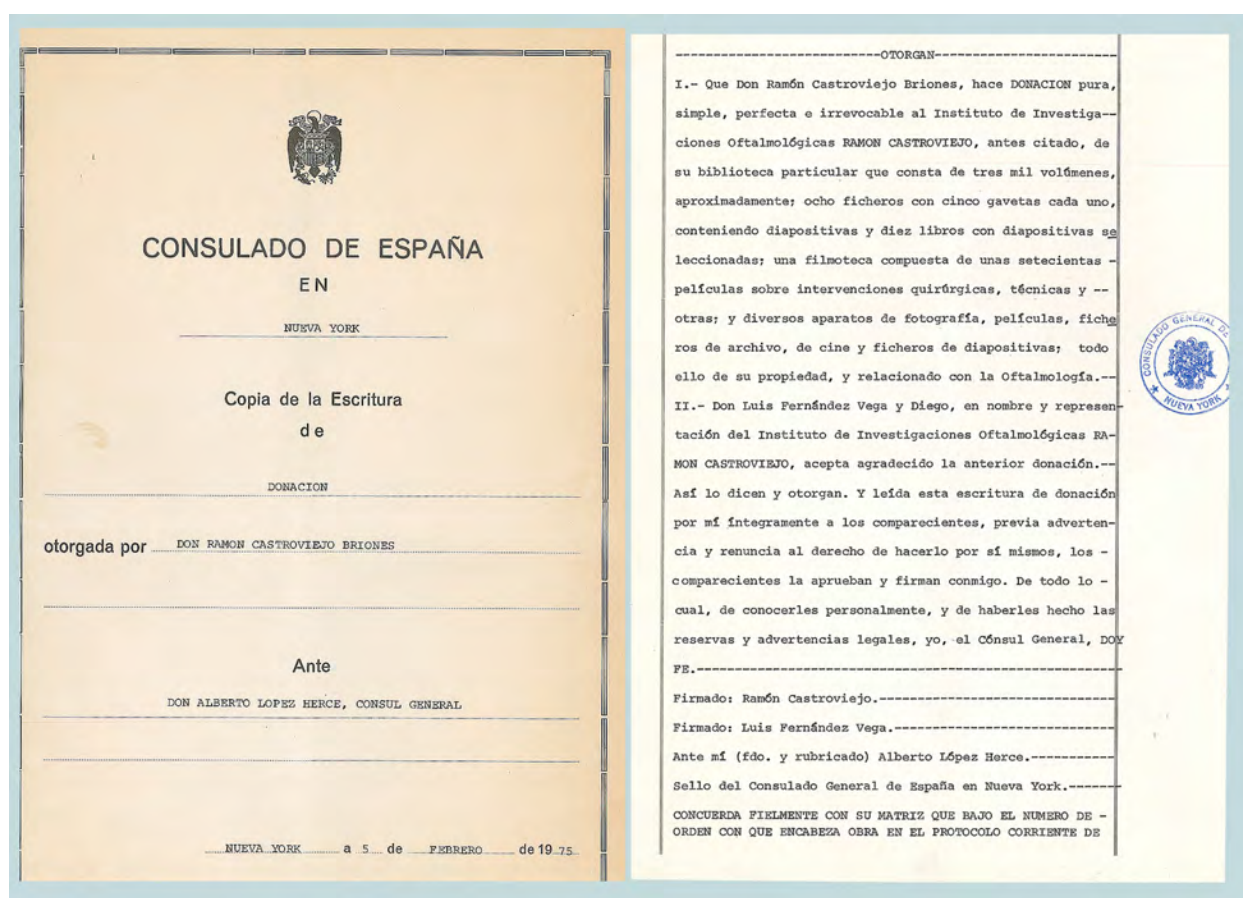 CONSULADO DE ESPAÑA
EN
NUEVA YORK
Copia de la Escritura
de
DONACION
otorgada por DON RAMON CASTROVIEJO BRIONES
Ante
DON ALBERTO LOPEZ HERCE, CONSUL GENERAL
NUEVA YORK a 5 de FEBRERO de 19 75
----------------------------OTORGAN-------------------------
I.- Que Don Ramón Castroviejo Briones, hace DONACION pura,
simple, perfecta e irrevocable al Instituto de Investiga--
ciones Oftalmológicas RAMON CASTROVIEJO, antes citado, de
su biblioteca particular que consta de tres mil volúmenes,
aproximadamente; ocho ficheros con cinco gavetas cada uno,
conteniendo diapositivas y diez libros con diapositivas se
leccionadas; una filmoteca compuesta de unas setecientas -
películas sobre intervenciones quirúrgicas, técnicas y --
otras; y diversos aparatos de fotografía, películas, fiche
ros de archivo, de cine y ficheros de diapositivas; todo
ello de su propiedad, y relacionado con la Oftalmología.--
II.- Don Luis Fernández Vega y Diego, en nombre y represen-
tación del Instituto de Investigaciones Oftalmológicas RA-
MON CASTROVIEJO, acepta agradecido la anterior donación.--
Así lo dicen y otorgan. Y leída esta escritura de donación
por mí íntegramente a los comparecientes, previa adverten-
cia y renuncia al derecho de hacerlo por sí mismos, los -
comparecientes la aprueban y firman conmigo. De todo lo -
cual, de conocerles personalmente, y de haberles hecho las
reservas y advertencias legales, yo, el Cónsul General, DOY
FE.--------------------------------------------------------
Firmado: Ramón Castroviejo.-------------------------------
Firmado: Luis Fernández Vega.-----------------------------
Ante mí (fdo. y rubricado) Alberto López Herce.-----------
Sello del Consulado General de España en Nueva York.-------
CONCUERDA FIELMENTE CON SU MATRIZ QUE BAJO EL NUMERO DE -
ORDEN CON QUE ENCABEZA OBRA EN EL PROTOCOLO CORRIENTE DE
CONSULADO GENERAL DE
NUEVA YORK